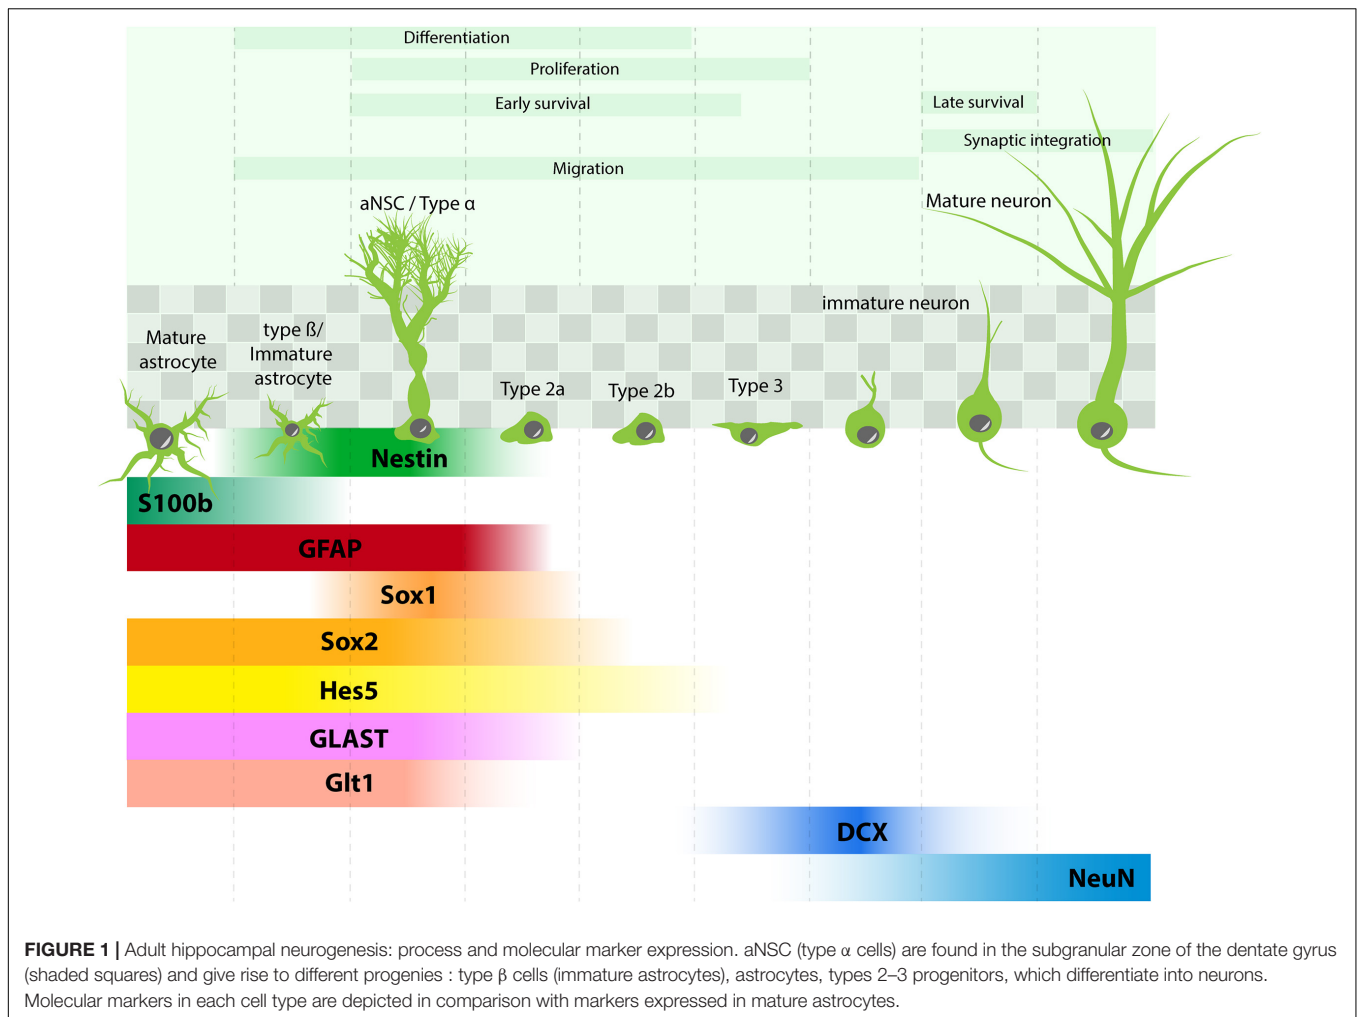 Differentiation
Proliferation
Early survival
Late survival
Synaptic integration
Migration
aNSC / Type α
Mature neuron
immature neuron
Mature
astrocyte
type ß/
Immature
astrocyte
Type 2a
Type 2b
Type 3
Nestin
S100b
GFAP
Sox1
Sox2
Hes5
GLAST
Glt1
DCX
NeuN
FIGURE 1 | Adult hippocampal neurogenesis: process and molecular marker expression. aNSC (type α cells) are found in the subgranular zone of the dentate gyrus
(shaded squares) and give rise to different progenies : type β cells (immature astrocytes), astrocytes, types 2–3 progenitors, which differentiate into neurons.
Molecular markers in each cell type are depicted in comparison with markers expressed in mature astrocytes.